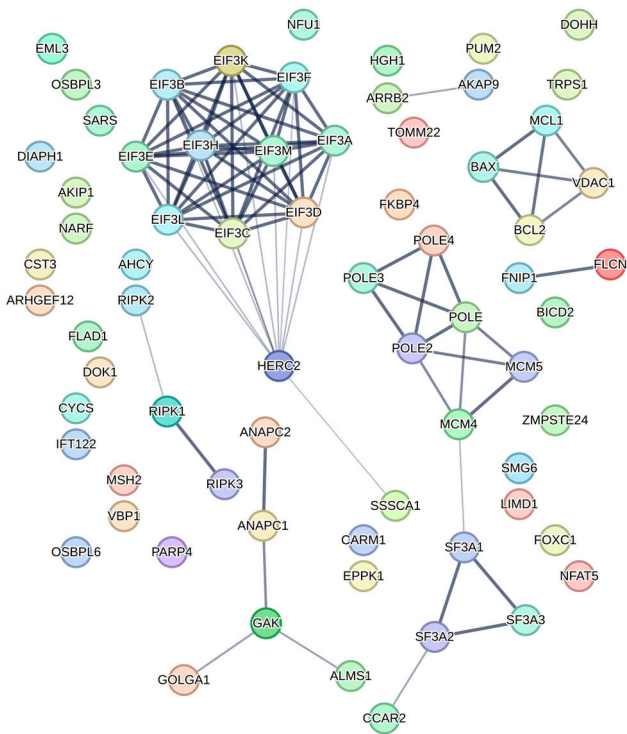 NFU1
DOHH
EML3
PUM2
HGH1
EIF3K
OSBPL3
EIF3B
EIF3F
AKAP9
TRPS1
ARRB2
SARS
MCL1
TOMM22
EIF3A
EIF3H
EIF3M
DIAPH1
EIF3E
BAX
VDAC1
AKIP1
FKBP4
EIF3D
EIF3L
EIF3C
NARF
BCL2
POLE4
CST3
AHCY
FLCN
POLE3
FNIP1
ARHGEF12
RIPK2
BICD2
POLE
FLAD1
POLE2
HERC2
MCM5
DOK1
CYCS
RIPK1
ZMPSTE24
MCM4
ANAPC2
IFT122
SMG6
MSH2
RIPK3
SSSCA1
LIMD1
VBP1
ANAPC1
OSBPL6
PARP4
CARM1
SF3A1
FOXC1
EPPK1
NFAT5
GAK
SF3A3
SF3A2
GOLGA1
ALMS1
CCAR2